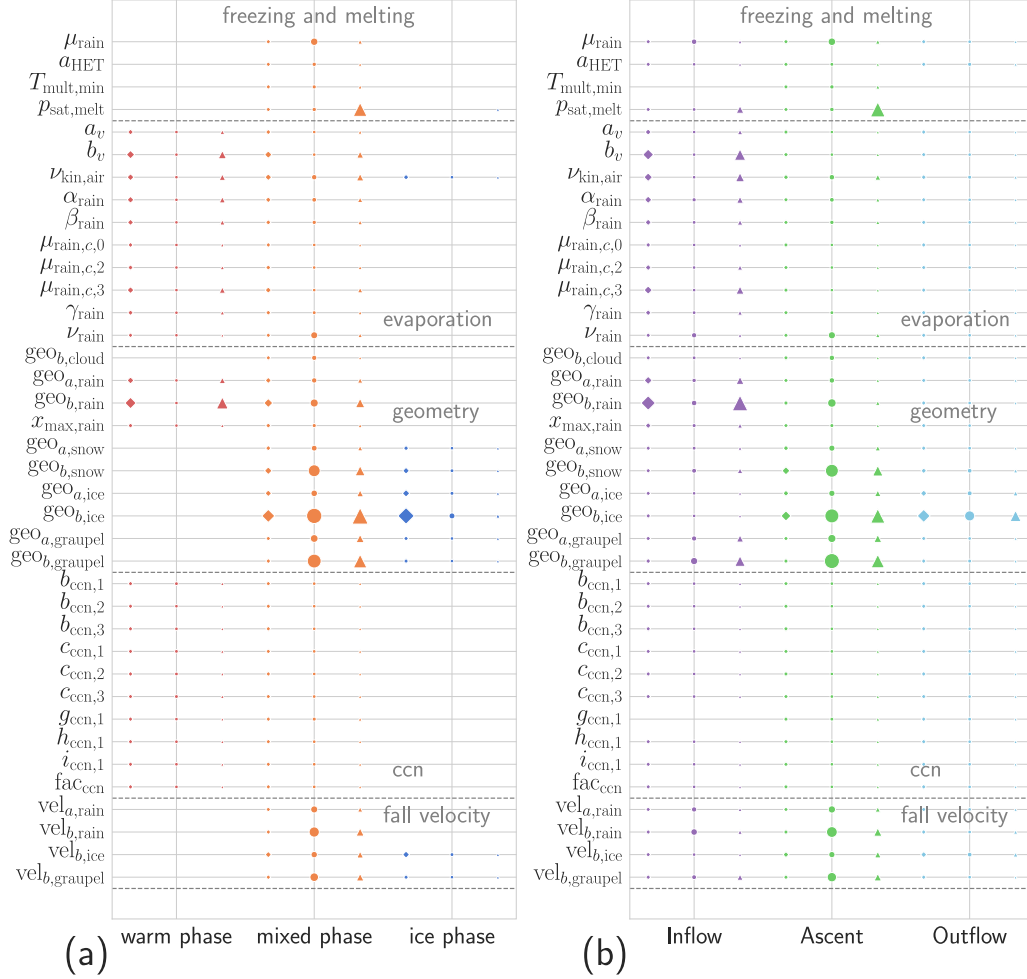 freezing and melting
μrain
aHET
Tmult,min
psat,melt
av
bv
νkin,air
αrain
βrain
μrain,c,0
μrain,c,2
μrain,c,3
γrain
evaporation
νrain
geob,cloud
geoa,rain
geob,rain
geometry
xmax,rain
geoa,snow
geob,snow
geoa,ice
geob,ice
geoa,graupel
geob,graupel
bccn,1
bccn,2
bccn,3
cccn,1
cccn,2
cccn,3
gccn,1
hccn,1
iccn,1
ccn
facccn
vela,rain
fall velocity
velb,rain
velb,ice
velb,graupel
(a)
warm phase
mixed phase
ice phase
freezing and melting
μrain
aHET
Tmult,min
psat,melt
av
bv
νkin,air
αrain
βrain
μrain,c,0
μrain,c,2
μrain,c,3
γrain
evaporation
νrain
geob,cloud
geoa,rain
geob,rain
geometry
xmax,rain
geoa,snow
geob,snow
geoa,ice
geob,ice
geoa,graupel
geob,graupel
bccn,1
bccn,2
bccn,3
cccn,1
cccn,2
cccn,3
gccn,1
hccn,1
iccn,1
ccn
facccn
vela,rain
fall velocity
velb,rain
velb,ice
velb,graupel
(b)
Inflow
Ascent
Outflow